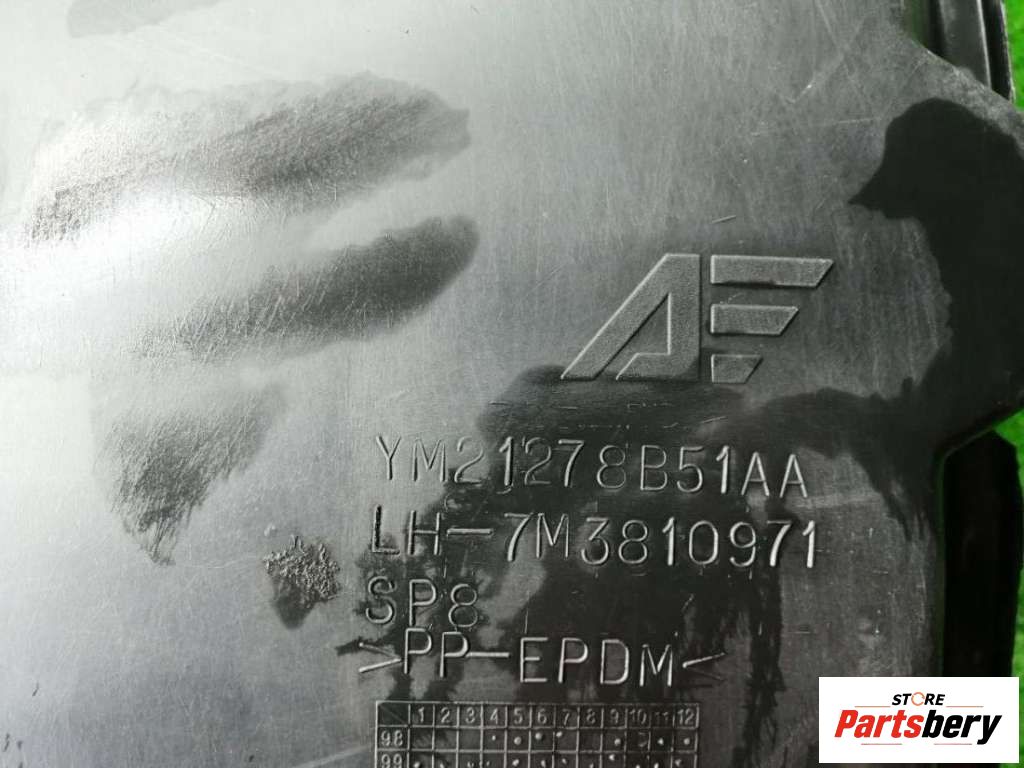 AF
YM21278B51AA
LH-7M3810971
SP8
>PP-EPDM<
1 2 3 4 5 6 7 8 9 10 11 12
98
99
STORE
Partsbery